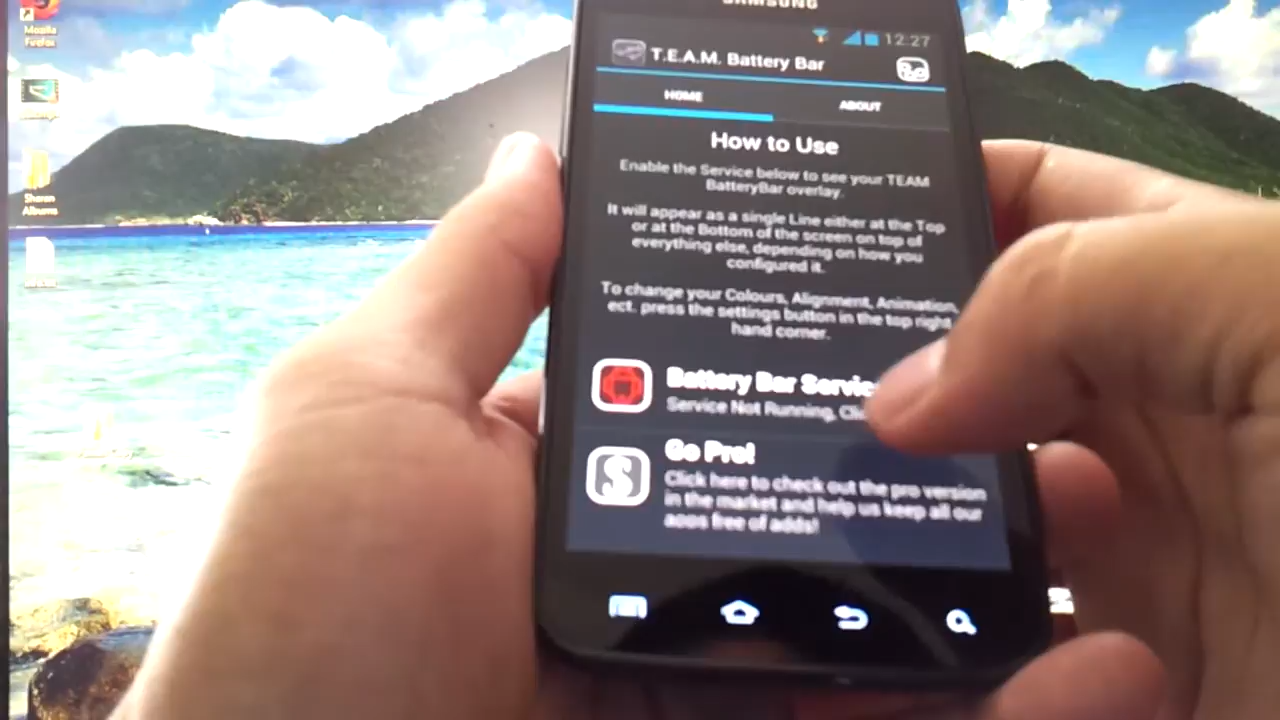 Mozilla
Firefox
SAMSUNG
12:27
T.E.A.M. Battery Bar
HOME
ABOUT
How to Use
Enable the Service below to see your TEAM
BatteryBar overlay.
It will appear as a single Line either at the Top
or at the Bottom of the screen on top of
everything else, depending on how you
configured it.
To change your Colours, Alignment, Animation,
ect. press the settings button in the top right
hand corner.
Battery Bar Servic
Service Not Running, Cli
Go Pro!
Click here to check out the pro version
in the market and help us keep all our
apps free of adds!
Sharon
Albums